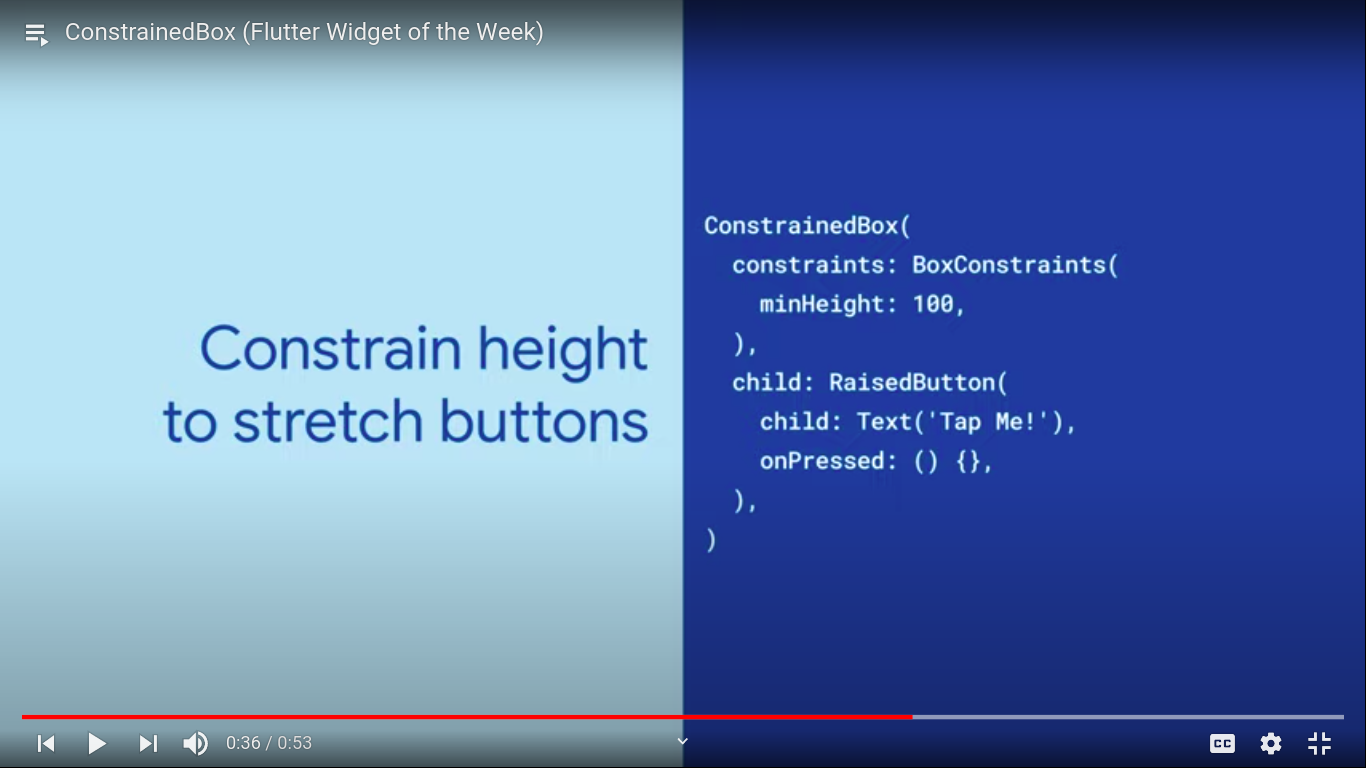 ConstrainedBox (Flutter Widget of the Week)
Constrain height
to stretch buttons
ConstrainedBox(
  constraints: BoxConstraints(
    minHeight: 100,
  ),
  child: RaisedButton(
    child: Text('Tap Me!'),
    onPressed: () {},
  ),
)
0:36 / 0:53
CC